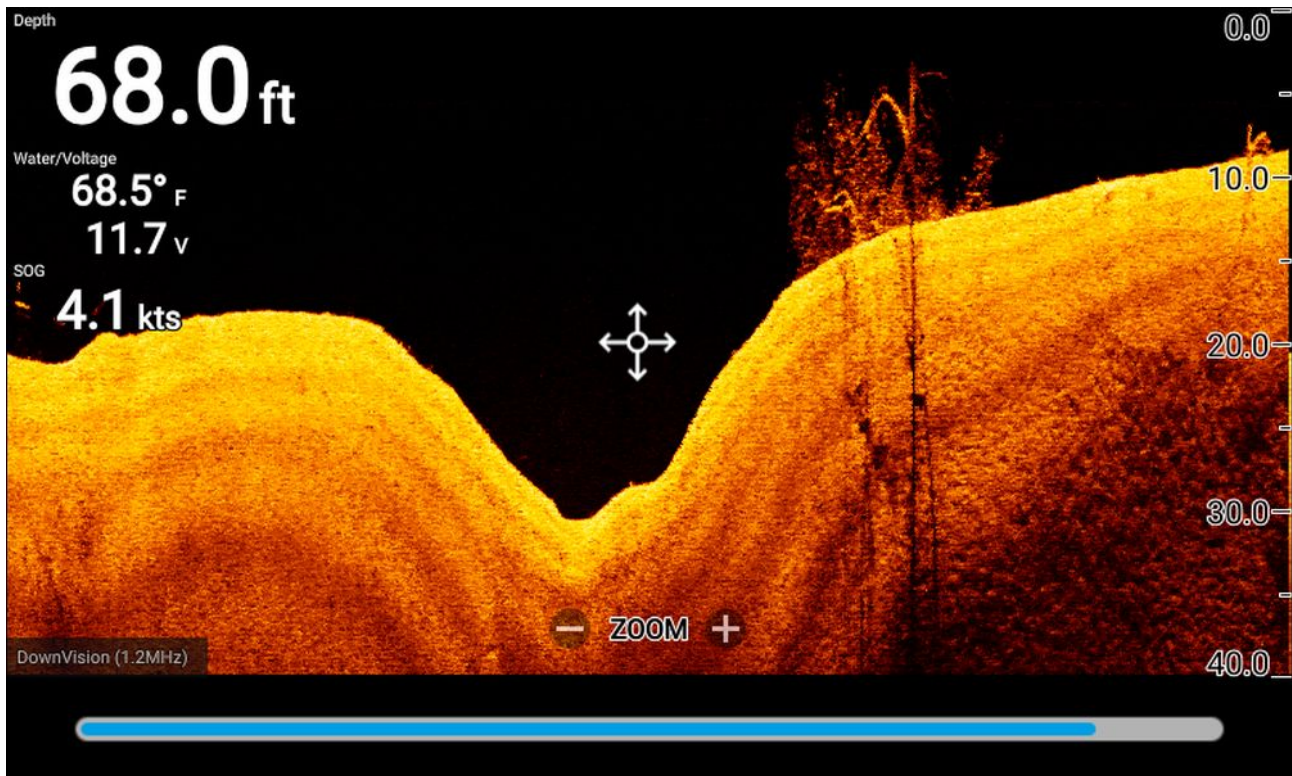 Depth
68.0 ft
Water/Voltage
68.5° F
11.7 V
SOG
4.1 kts
0.0
10.0
20.0
30.0
40.0
ZOOM
DownVision (1.2MHz)